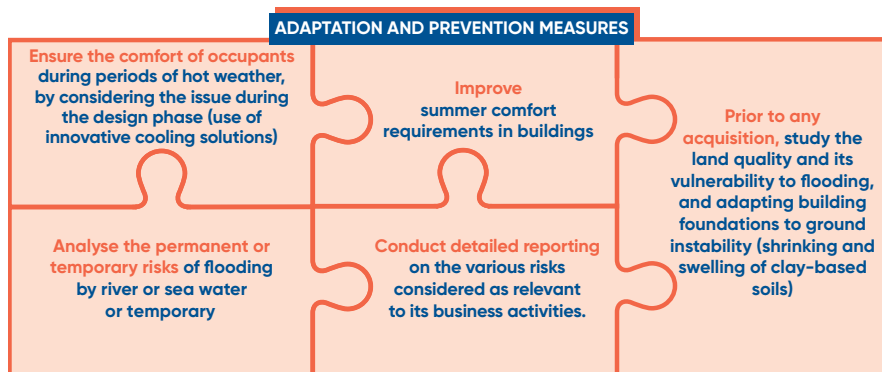 ADAPTATION AND PREVENTION MEASURES
Ensure the comfort of occupants
during periods of hot weather,
by considering the issue during
the design phase (use of
innovative cooling solutions)
Improve
summer comfort
requirements in buildings
Prior to any
acquisition, study the
land quality and its
vulnerability to flooding,
and adapting building
foundations to ground
instability (shrinking and
swelling of clay-based
soils)
Analyse the permanent or
temporary risks of flooding
by river or sea water
or temporary
Conduct detailed reporting
on the various risks
considered as relevant
to its business activities.